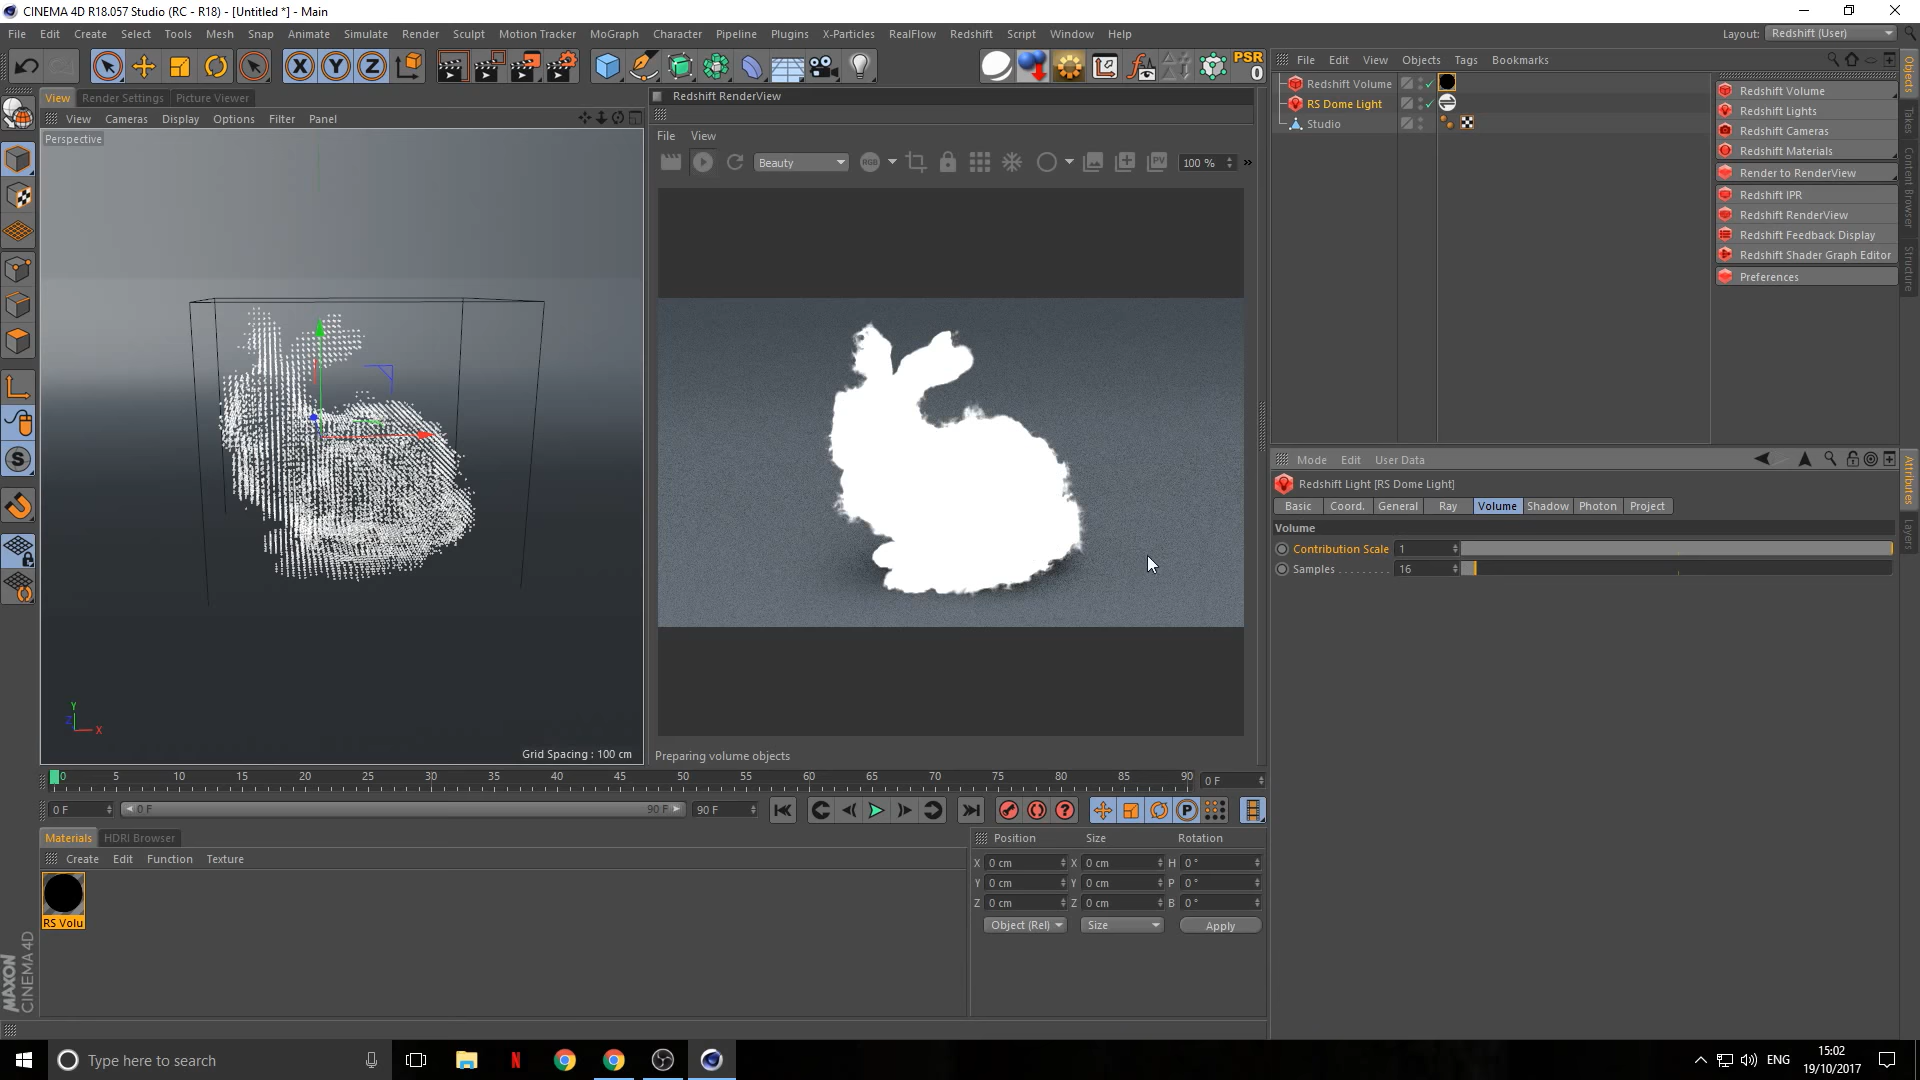 CINEMA 4D R18.057 Studio (RC - R18) - [Untitled *] - Main
File Edit Create Select Tools Mesh Snap Animate Simulate Render Sculpt Motion Tracker MoGraph Character Pipeline Plugins X-Particles RealFlow Redshift Script Window Help
Layout: Redshift (User)
PSR
0
File Edit View Objects Tags Bookmarks
View Render Settings Picture Viewer
View Cameras Display Options Filter Panel
Perspective
Grid Spacing : 100 cm
Y
Z
X
Redshift RenderView
File View
Beauty
RGB
PV
100 %
»
Preparing volume objects
Redshift Volume
RS Dome Light
Studio
Redshift Volume
Redshift Lights
Redshift Cameras
Redshift Materials
Render to RenderView
Redshift IPR
Redshift RenderView
Redshift Feedback Display
Redshift Shader Graph Editor
Preferences
Objects
Takes
Content Browser
Structure
Mode Edit User Data
Redshift Light [RS Dome Light]
Basic Coord. General Ray Volume Shadow Photon Project
Volume
Contribution Scale 1
Samples . . . . . . . . 16
Attributes
Layers
0 5 10 15 20 25 30 35 40 45 50 55 60 65 70 75 80 85 90 0 F
0 F 0 F 90 F 90 F
Materials HDRI Browser
Create Edit Function Texture
RS Volu
Position Size Rotation
X 0 cm X 0 cm H 0 °
Y 0 cm Y 0 cm P 0 °
Z 0 cm Z 0 cm B 0 °
Object (Rel) Size Apply
MAXON
CINEMA 4D
Type here to search
ENG
15:02
19/10/2017